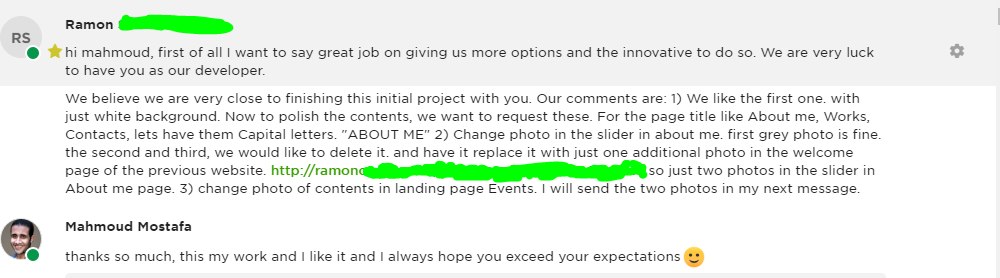 Ramon
RS
hi mahmoud, first of all I want to say great job on giving us more options and the innovative to do so. We are very luck
to have you as our developer.
We believe we are very close to finishing this initial project with you. Our comments are: 1) We like the first one. with
just white background. Now to polish the contents, we want to request these. For the page title like About me, Works,
Contacts, lets have them Capital letters. "ABOUT ME" 2) Change photo in the slider in about me. first grey photo is fine.
the second and third, we would like to delete it. and have it replace it with just one additional photo in the welcome
page of the previous website. http://ramon so just two photos in the slider in
About me page. 3) change photo of contents in landing page Events. I will send the two photos in my next message.
Mahmoud Mostafa
thanks so much, this my work and I like it and I always hope you exceed your expectations